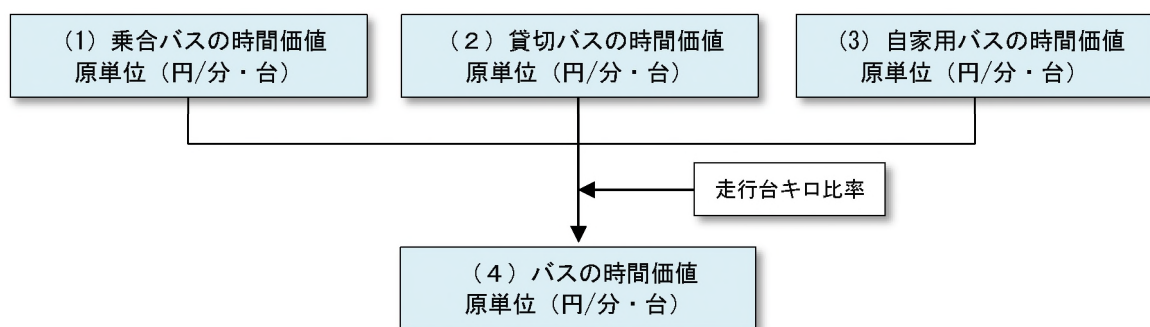 （1）乗合バスの時間価値
原単位（円/分・台）
（２）貸切バスの時間価値
原単位（円/分・台）
（3）自家用バスの時間価値
原単位（円/分・台）
走行台キロ比率
（４）バスの時間価値
原単位（円/分・台）